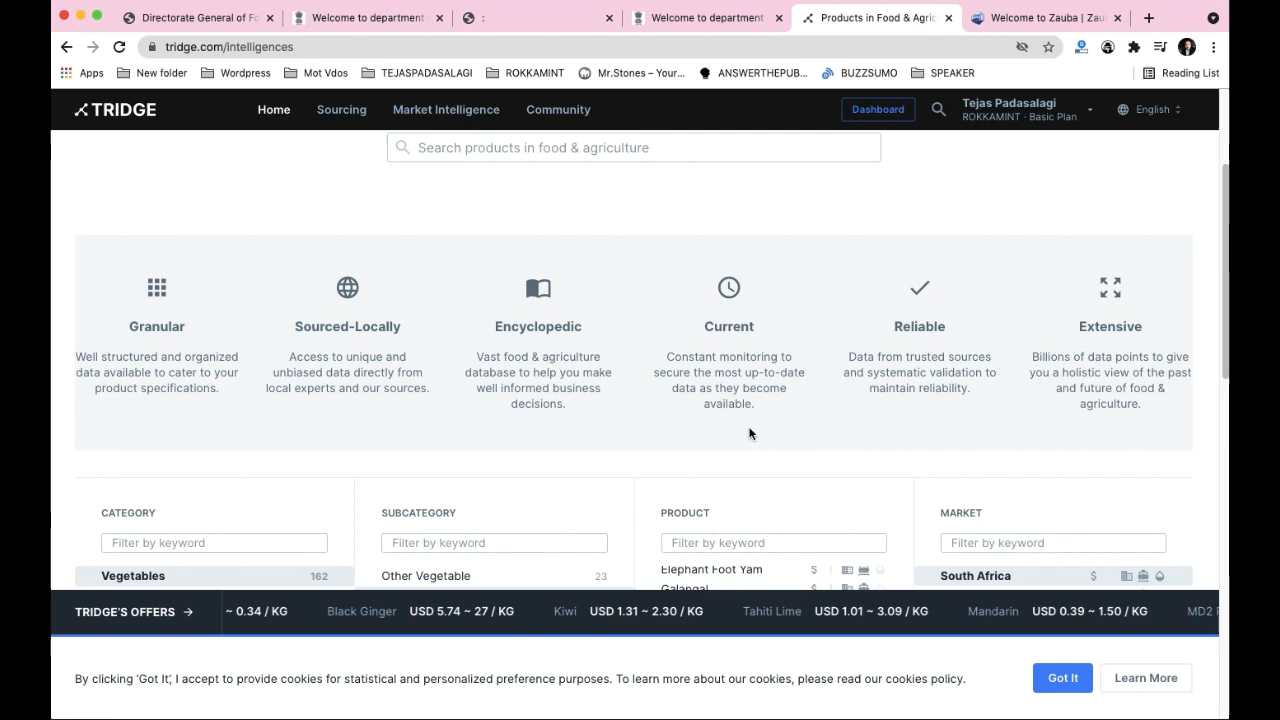 Directorate General of Fo
Welcome to department
:
Welcome to department
Products in Food & Agric
Welcome to Zauba | Zau
tridge.com/intelligences
Apps
New folder
Wordpress
Mot Vdos
TEJASPADASALAGI
ROKKAMINT
Mr.Stones – Your...
ANSWERTHEPUB...
BUZZSUMO
SPEAKER
Reading List
TRIDGE
Home
Sourcing
Market Intelligence
Community
Dashboard
Tejas Padasalagi
ROKKAMINT · Basic Plan
English
Search products in food & agriculture
Granular
Well structured and organized
data available to cater to your
product specifications.
Sourced-Locally
Access to unique and
unbiased data directly from
local experts and our sources.
Encyclopedic
Vast food & agriculture
database to help you make
well informed business
decisions.
Current
Constant monitoring to
secure the most up-to-date
data as they become
available.
Reliable
Data from trusted sources
and systematic validation to
maintain reliability.
Extensive
Billions of data points to give
you a holistic view of the past
and future of food &
agriculture.
CATEGORY
Filter by keyword
Vegetables 162
SUBCATEGORY
Filter by keyword
Other Vegetable 23
PRODUCT
Filter by keyword
Elephant Foot Yam $
Galangal $
MARKET
Filter by keyword
South Africa $
TRIDGE'S OFFERS →
~ 0.34 / KG
Black Ginger USD 5.74 ~ 27 / KG
Kiwi USD 1.31 ~ 2.30 / KG
Tahiti Lime USD 1.01 ~ 3.09 / KG
Mandarin USD 0.39 ~ 1.50 / KG
MD2
By clicking 'Got It', I accept to provide cookies for statistical and personalized preference purposes. To learn more about our cookies, please read our cookies policy.
Got It
Learn More